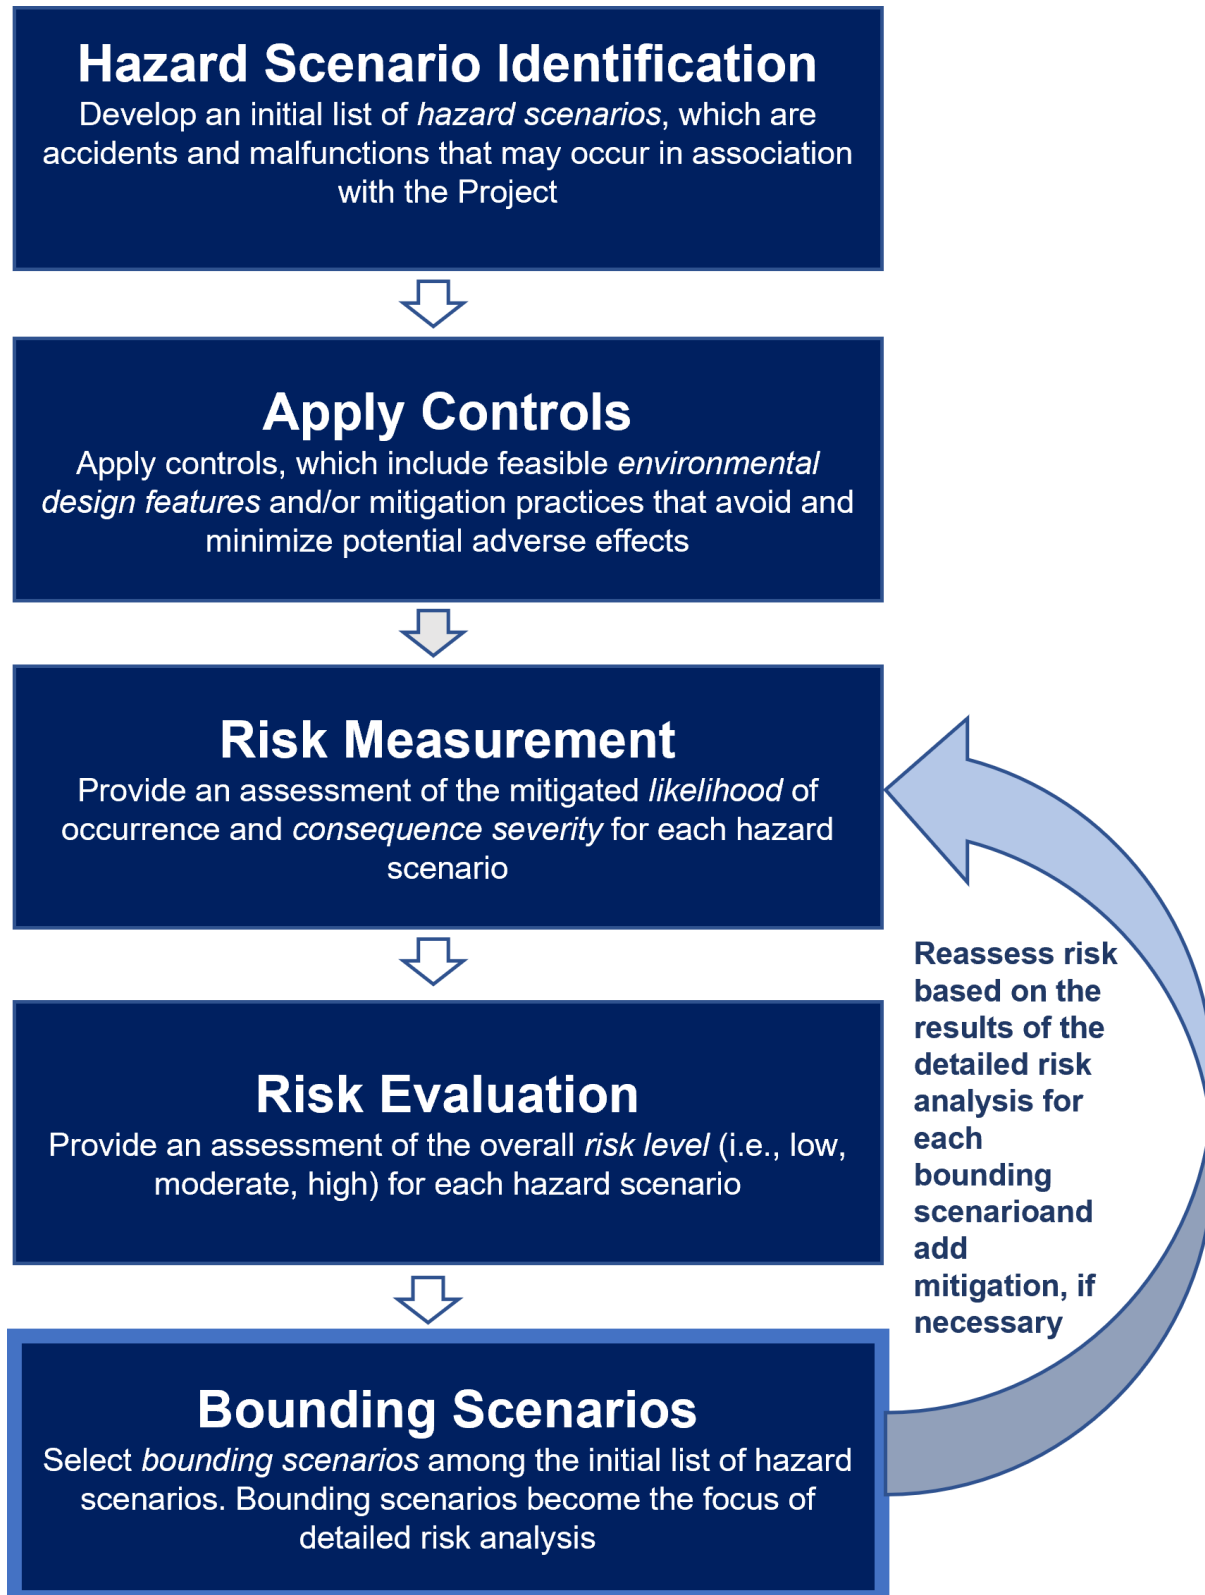 Hazard Scenario Identification
Develop an initial list of hazard scenarios, which are
accidents and malfunctions that may occur in association
with the Project
Apply Controls
Apply controls, which include feasible environmental
design features and/or mitigation practices that avoid and
minimize potential adverse effects
Risk Measurement
Provide an assessment of the mitigated likelihood of
occurrence and consequence severity for each hazard
scenario
Risk Evaluation
Provide an assessment of the overall risk level (i.e., low,
moderate, high) for each hazard scenario
Bounding Scenarios
Select bounding scenarios among the initial list of hazard
scenarios. Bounding scenarios become the focus of
detailed risk analysis
Reassess risk
based on the
results of the
detailed risk
analysis for
each
bounding
scenarioand
add
mitigation, if
necessary